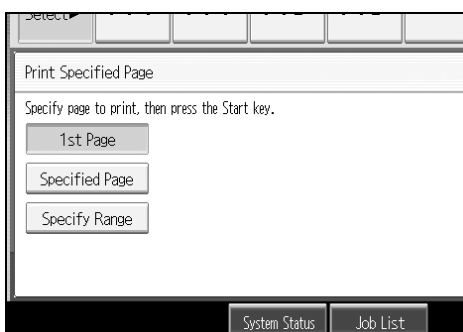 Select►
Print Specified Page
Specify page to print, then press the Start key.
1st Page
Specified Page
Specify Range
System Status
Job List